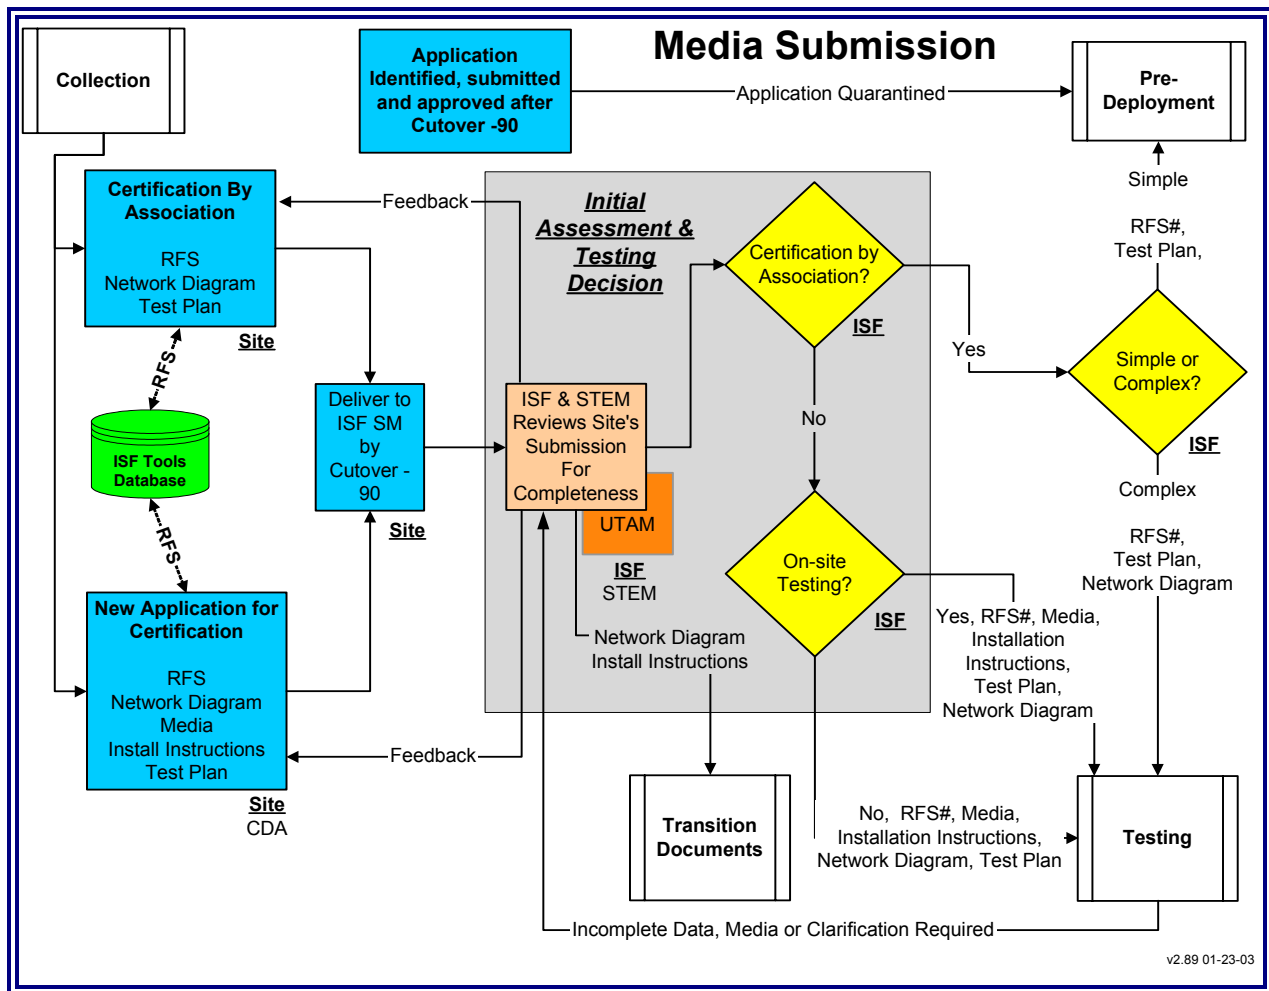 Media Submission
Collection
Application
Identified, submitted
and approved after
Cutover -90
Application Quarantined
Pre-
Deployment
Simple
RFS#,
Test Plan,
Certification By
Association
RFS
Network Diagram
Test Plan
Site
Feedback
Initial
Assessment &
Testing
Decision
Certification by
Association?
ISF
Yes
No
Simple or
Complex?
ISF
Complex
RFS#,
Test Plan,
Network Diagram
RFS
ISF Tools
Database
RFS
Deliver to
ISF SM
by
Cutover -
90
Site
ISF & STEM
Reviews Site's
Submission
For
Completeness
UTAM
ISF
STEM
On-site
Testing?
ISF
Yes, RFS#, Media,
Installation
Instructions,
Test Plan,
Network Diagram
Network Diagram
Install Instructions
New Application for
Certification
RFS
Network Diagram
Media
Install Instructions
Test Plan
Site
CDA
Feedback
Transition
Documents
No, RFS#, Media,
Installation Instructions,
Network Diagram, Test Plan
Testing
Incomplete Data, Media or Clarification Required
v2.89 01-23-03